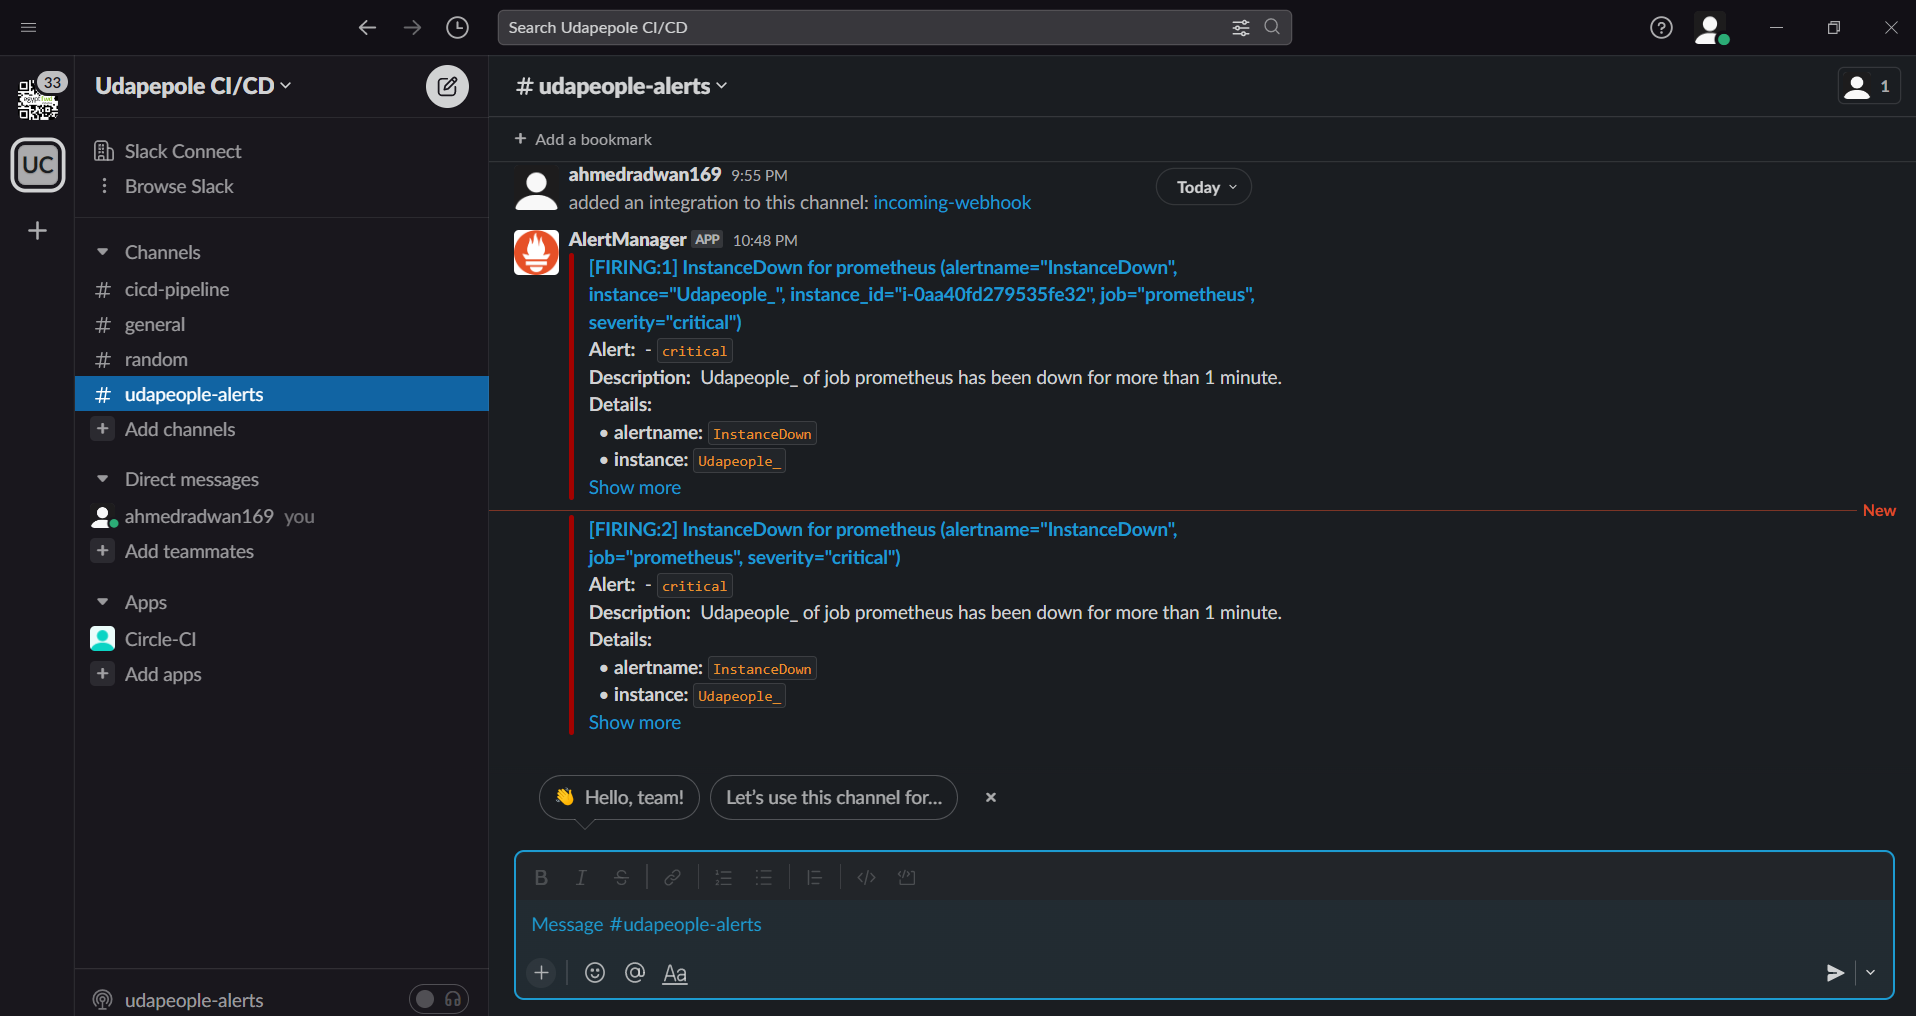 Search Udapepole CI/CD
33
UC
Udapepole CI/CD
Slack Connect
Browse Slack
Channels
# cicd-pipeline
# general
# random
# udapeople-alerts
+ Add channels
Direct messages
ahmedradwan169 you
+ Add teammates
Apps
Circle-CI
+ Add apps
udapeople-alerts
# udapeople-alerts
1
+ Add a bookmark
ahmedradwan169 9:55 PM
Today
added an integration to this channel: incoming-webhook
AlertManager APP 10:48 PM
[FIRING:1] InstanceDown for prometheus (alertname="InstanceDown",
instance="Udapeople_", instance_id="i-0aa40fd279535fe32", job="prometheus",
severity="critical")
Alert: - critical
Description: Udapeople_ of job prometheus has been down for more than 1 minute.
Details:
• alertname: InstanceDown
• instance: Udapeople_
Show more
New
[FIRING:2] InstanceDown for prometheus (alertname="InstanceDown",
job="prometheus", severity="critical")
Alert: - critical
Description: Udapeople_ of job prometheus has been down for more than 1 minute.
Details:
• alertname: InstanceDown
• instance: Udapeople_
Show more
👋 Hello, team!
Let's use this channel for...
B I S
Message #udapeople-alerts
+ @ Aa